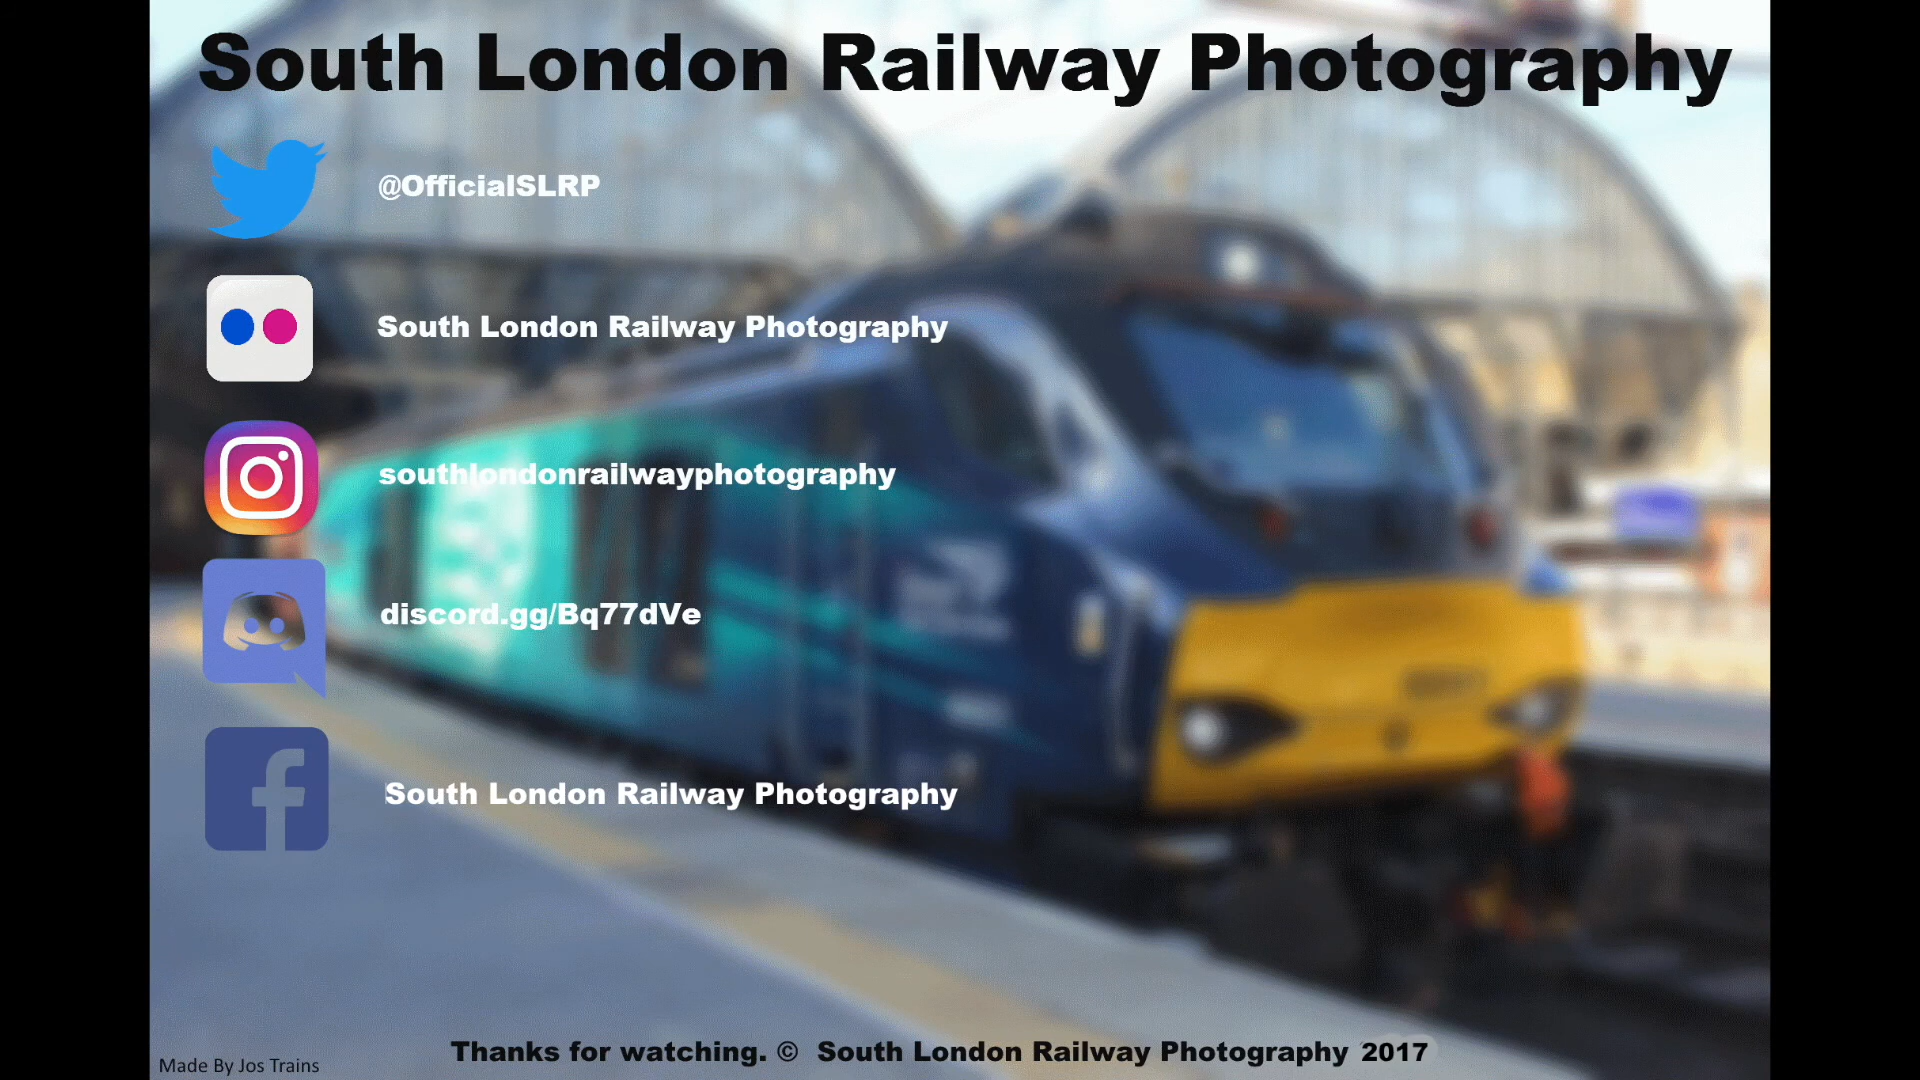 South London Railway Photography
@OfficialSLRP
South London Railway Photography
southlondonrailwayphotography
discord.gg/Bq77dVe
South London Railway Photography
Thanks for watching. © South London Railway Photography 2017
Made By Jos Trains